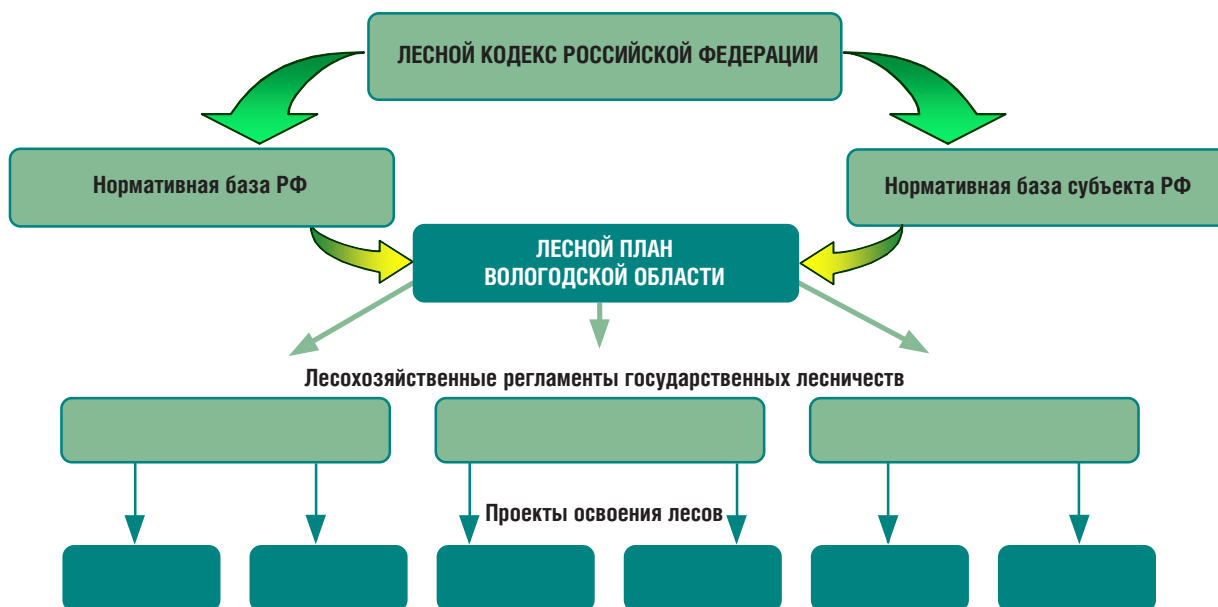 ЛЕСНОЙ КОДЕКС РОССИЙСКОЙ ФЕДЕРАЦИИ
Нормативная база РФ
Нормативная база субъекта РФ
ЛЕСНОЙ ПЛАН
ВОЛОГОДСКОЙ ОБЛАСТИ
Лесохозяйственные регламенты государственных лесничеств
Проекты освоения лесов